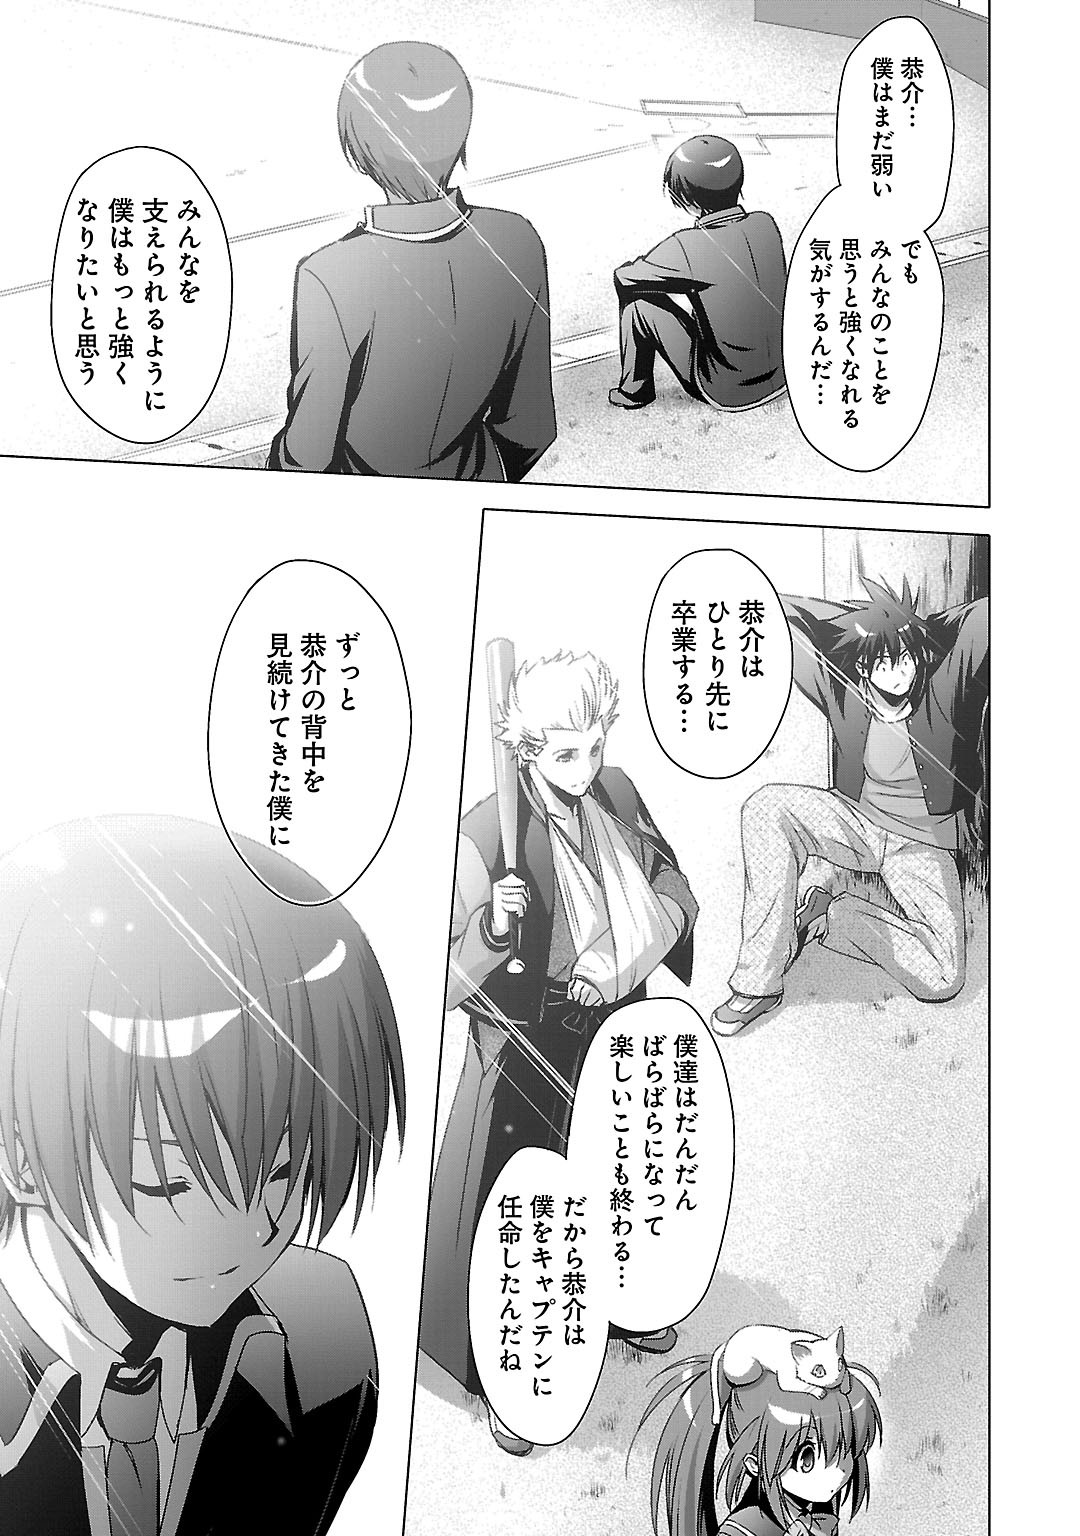 恭介…
僕はまだ弱い
でも
みんなのことを
思うと強くなれる
気がするんだ…
みんなを
支えられるように
僕はもっと強く
なりたいと思う
恭介は
ひとり先に
卒業する…
僕達はだんだん
ばらばらになって
楽しいことも終わる…
だから恭介は
僕をキャプテンに
任命したんだね
ずっと
恭介の背中を
見続けてきた僕に